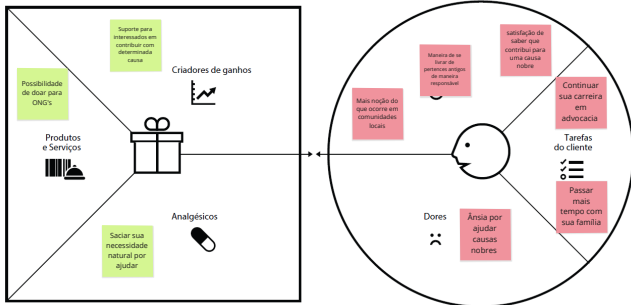 Suporte para
interessados em
contribuir com
determinada
causa
Criadores de ganhos
Possibilidade
de doar para
ONG's
Produtos
e Serviços
Analgésicos
Saciar sua
necessidade
natural por
ajudar
satisfação de
saber que
contribui para
uma causa
nobre
Maneira de se
livrar de
pertences antigos
de maneira
responsável
Mais noção do
que ocorre em
comunidades
locais
Continuar
sua carreira
em
advocacia
Tarefas
do cliente
Passar
mais
tempo com
sua família
Dores
Ânsia por
ajudar
causas
nobres